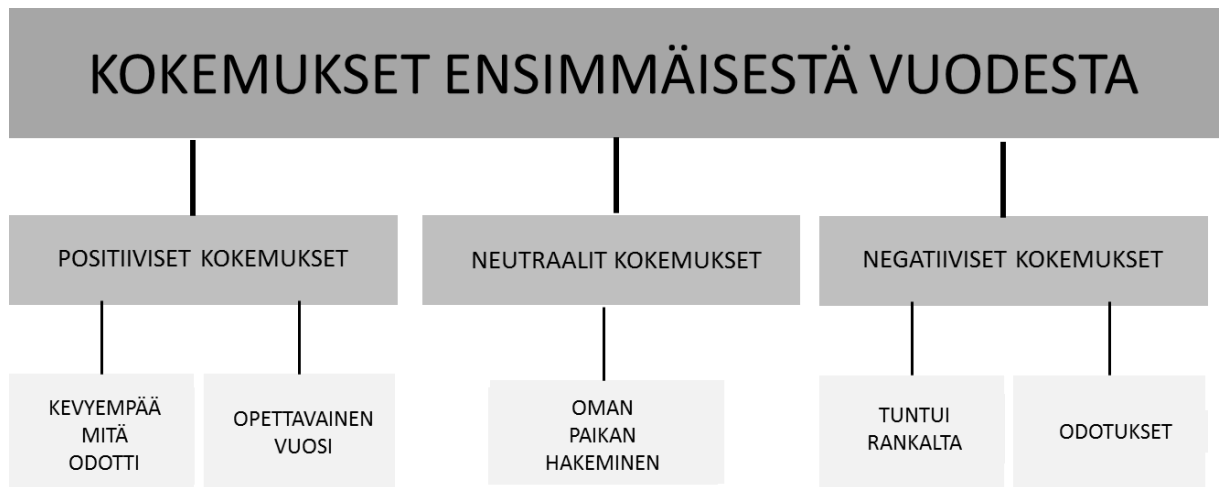 KOKEMUKSET ENSIMMÄISESTÄ VUODESTA
POSITIIVISET KOKEMUKSET
NEUTRAALIT KOKEMUKSET
NEGATIIVISET KOKEMUKSET
KEVYEMPÄÄ
MITÄ
ODOTTI
OPETTAVAINEN
VUOSI
OMAN
PAIKAN
HAKEMINEN
TUNTUI
RANKALTA
ODOTUKSET